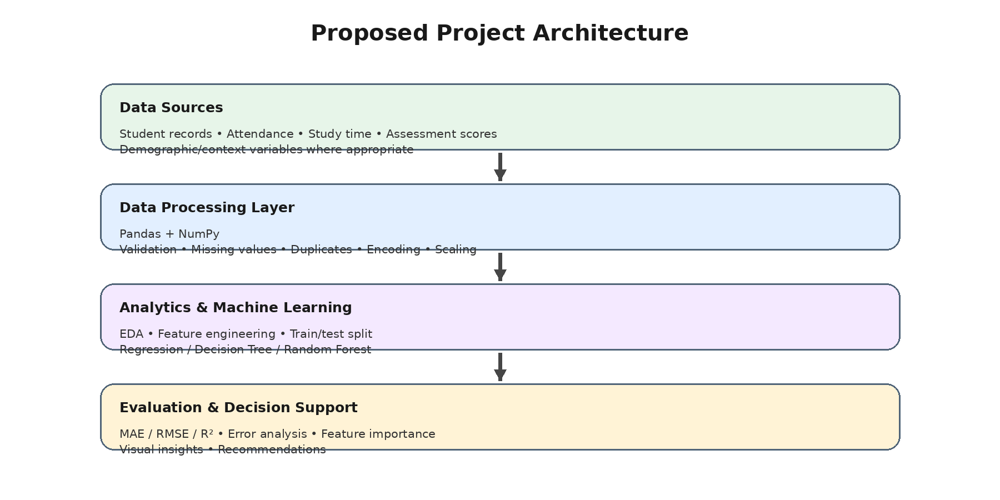 Proposed Project Architecture
Data Sources
Student records • Attendance • Study time • Assessment scores
Demographic/context variables where appropriate
Data Processing Layer
Pandas + NumPy
Validation • Missing values • Duplicates • Encoding • Scaling
Analytics & Machine Learning
EDA • Feature engineering • Train/test split
Regression / Decision Tree / Random Forest
Evaluation & Decision Support
MAE / RMSE / R² • Error analysis • Feature importance
Visual insights • Recommendations